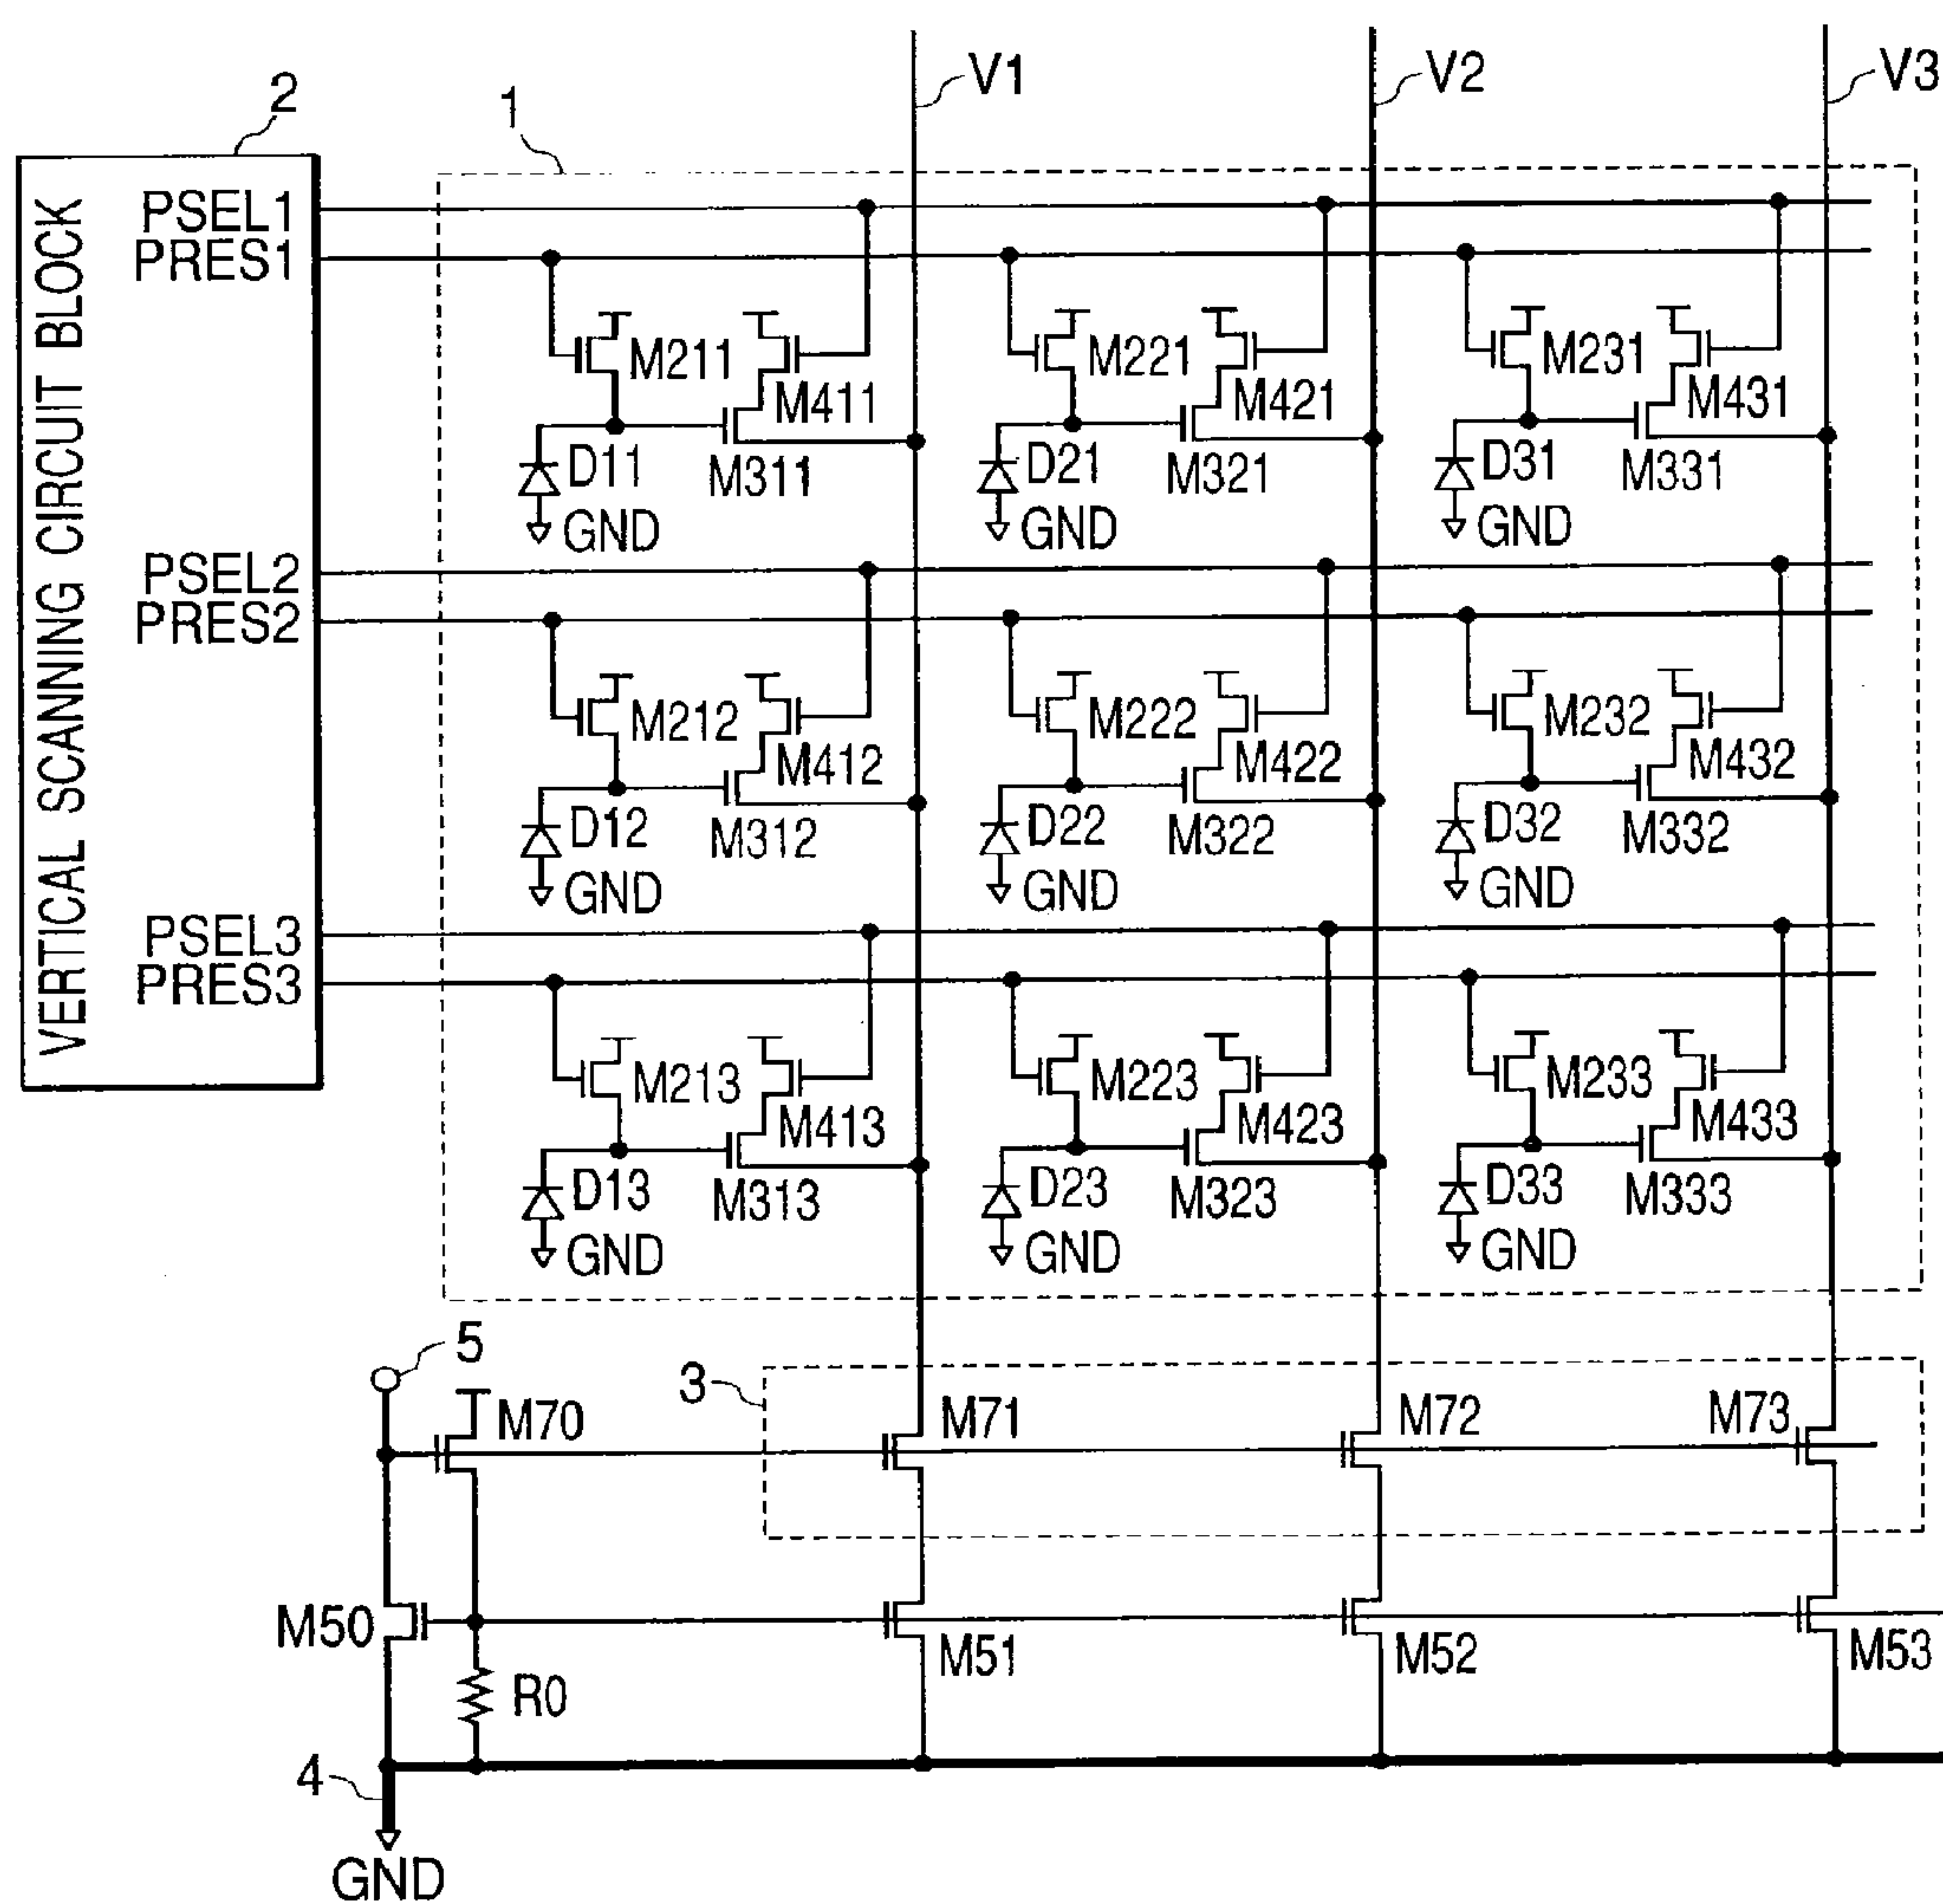 V1
V2
V3
2
1
VERTICAL SCANNING CIRCUIT BLOCK
PSEL1
PRES1
M211
M411
M221
M421
M231
M431
D11
M311
D21
M321
D31
M331
GND
GND
GND
PSEL2
PRES2
M212
M412
M222
M422
M232
M432
D12
M312
D22
M322
D32
M332
GND
GND
GND
PSEL3
PRES3
M213
M413
M223
M423
M233
M433
D13
M313
D23
M323
D33
M333
GND
GND
GND
5
3
M70
M71
M72
M73
M50
M51
M52
M53
R0
4
GND